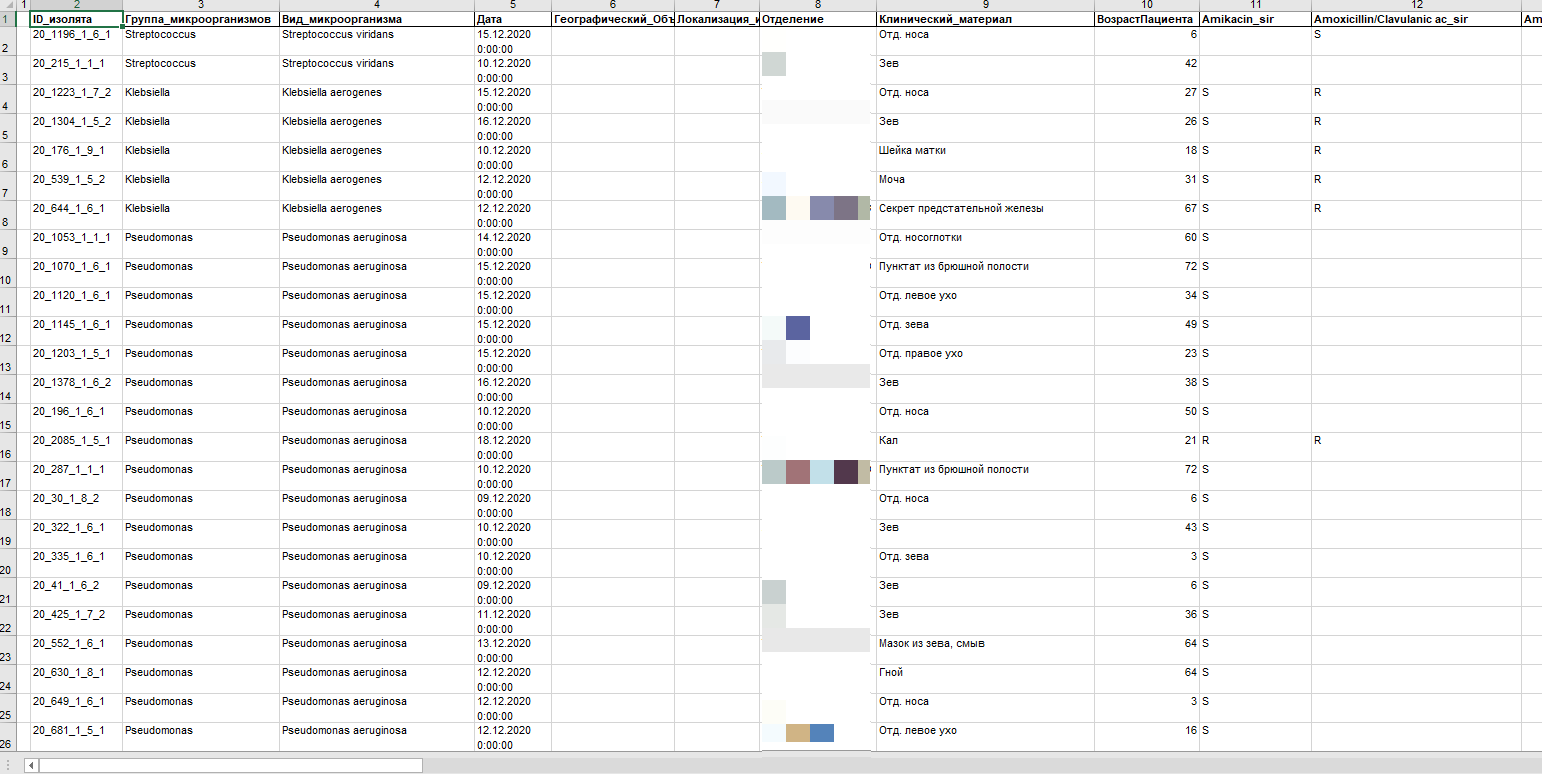 1 2 3 4 5 6 7 8 9 10 11 12
1 ID_изолята Группа_микроорганизмов Вид_микроорганизма Дата Географический_Объ Локализация_и Отделение Клинический_материал ВозрастПациента Amikacin_sir Amoxicillin/Clavulanic ac_sir Am
20_1196_1_6_1 Streptococcus Streptococcus viridans 15.12.2020 Отд. носа 6 S
2 0:00:00
20_215_1_1_1 Streptococcus Streptococcus viridans 10.12.2020 Зев 42
3 0:00:00
20_1223_1_7_2 Klebsiella Klebsiella aerogenes 15.12.2020 Отд. носа 27 S R
4 0:00:00
20_1304_1_5_2 Klebsiella Klebsiella aerogenes 16.12.2020 Зев 26 S R
5 0:00:00
20_176_1_9_1 Klebsiella Klebsiella aerogenes 10.12.2020 Шейка матки 18 S R
6 0:00:00
20_539_1_5_2 Klebsiella Klebsiella aerogenes 12.12.2020 Моча 31 S R
7 0:00:00
20_644_1_6_1 Klebsiella Klebsiella aerogenes 12.12.2020 Секрет предстательной железы 67 S R
8 0:00:00
20_1053_1_1_1 Pseudomonas Pseudomonas aeruginosa 14.12.2020 Отд. носоглотки 60 S
9 0:00:00
20_1070_1_6_1 Pseudomonas Pseudomonas aeruginosa 15.12.2020 Пунктат из брюшной полости 72 S
10 0:00:00
20_1120_1_6_1 Pseudomonas Pseudomonas aeruginosa 15.12.2020 Отд. левое ухо 34 S
11 0:00:00
20_1145_1_6_1 Pseudomonas Pseudomonas aeruginosa 15.12.2020 Отд. зева 49 S
12 0:00:00
20_1203_1_5_1 Pseudomonas Pseudomonas aeruginosa 15.12.2020 Отд. правое ухо 23 S
13 0:00:00
20_1378_1_6_2 Pseudomonas Pseudomonas aeruginosa 16.12.2020 Зев 38 S
14 0:00:00
20_196_1_6_1 Pseudomonas Pseudomonas aeruginosa 10.12.2020 Отд. носа 50 S
15 0:00:00
20_2085_1_5_1 Pseudomonas Pseudomonas aeruginosa 18.12.2020 Кал 21 R R
16 0:00:00
20_287_1_1_1 Pseudomonas Pseudomonas aeruginosa 10.12.2020 Пунктат из брюшной полости 72 S
17 0:00:00
20_30_1_8_2 Pseudomonas Pseudomonas aeruginosa 09.12.2020 Отд. носа 6 S
18 0:00:00
20_322_1_6_1 Pseudomonas Pseudomonas aeruginosa 10.12.2020 Зев 43 S
19 0:00:00
20_335_1_6_1 Pseudomonas Pseudomonas aeruginosa 10.12.2020 Отд. зева 3 S
20 0:00:00
20_41_1_6_2 Pseudomonas Pseudomonas aeruginosa 09.12.2020 Зев 6 S
21 0:00:00
20_425_1_7_2 Pseudomonas Pseudomonas aeruginosa 11.12.2020 Зев 36 S
22 0:00:00
20_552_1_6_1 Pseudomonas Pseudomonas aeruginosa 13.12.2020 Мазок из зева, смыв 64 S
23 0:00:00
20_630_1_8_1 Pseudomonas Pseudomonas aeruginosa 12.12.2020 Гной 64 S
24 0:00:00
20_649_1_6_1 Pseudomonas Pseudomonas aeruginosa 12.12.2020 Отд. носа 3 S
25 0:00:00
20_681_1_5_1 Pseudomonas Pseudomonas aeruginosa 12.12.2020 Отд. левое ухо 16 S
26 0:00:00